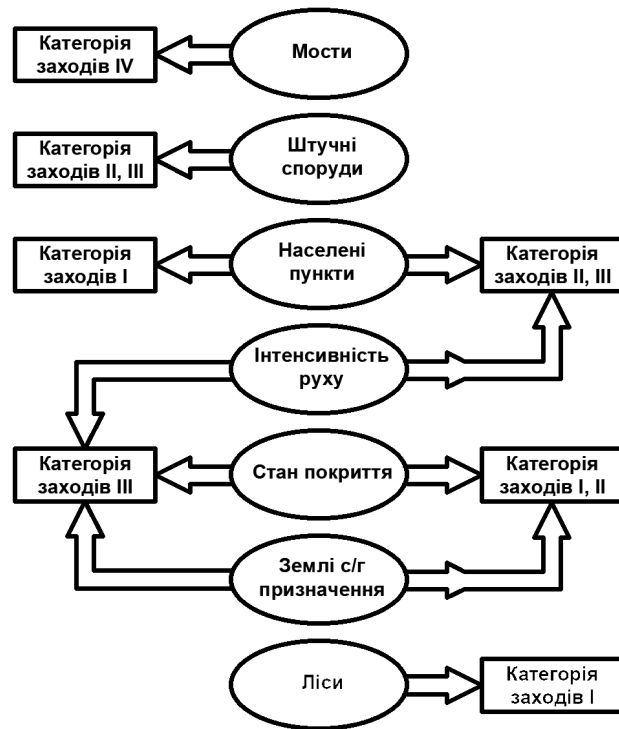 Категорія
заходів IV
Мости
Категорія
заходів II, III
Штучні
споруди
Категорія
заходів I
Населені
пункти
Категорія
заходів II, III
Інтенсивність
руху
Категорія
заходів III
Стан покриття
Категорія
заходів I, II
Землі с/г
призначення
Ліси
Категорія
заходів I